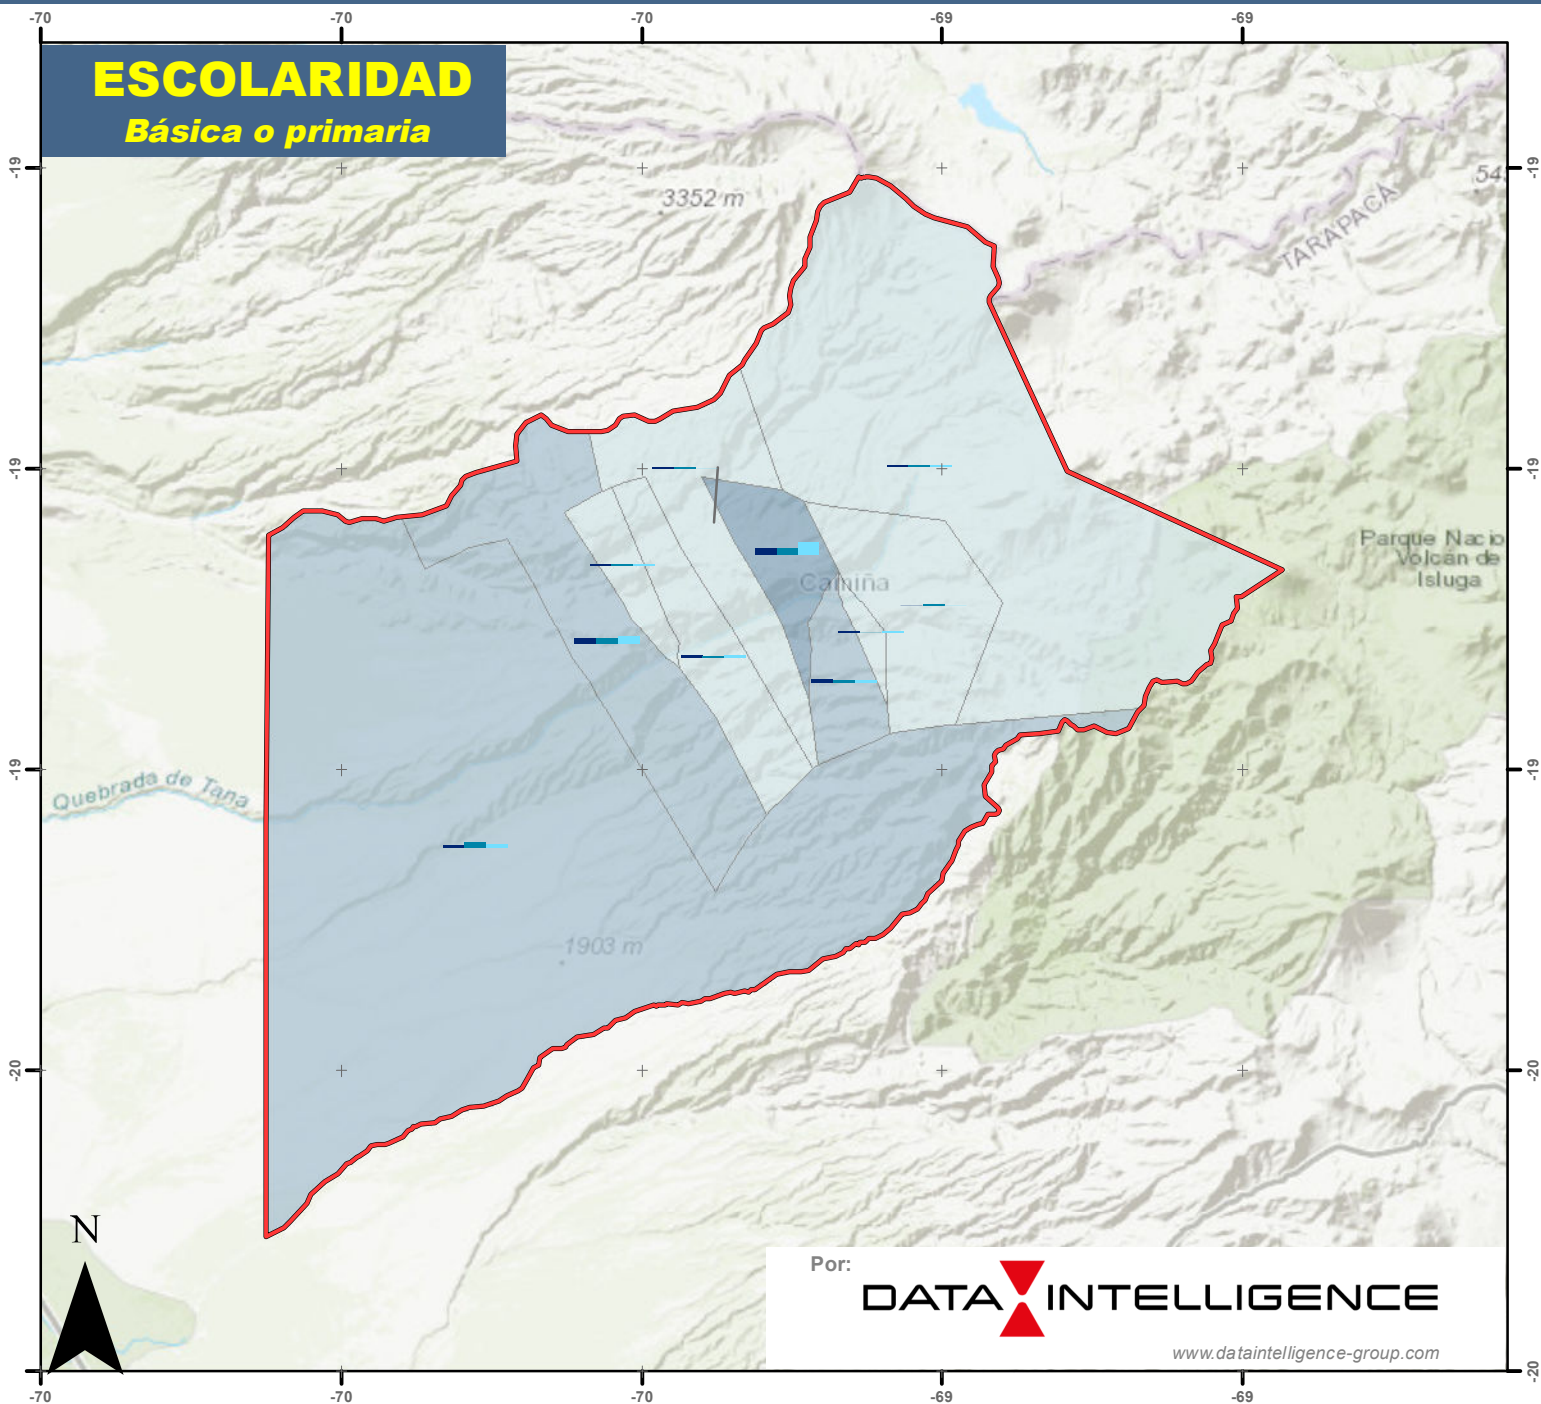 -70 -70 -70 -69 -69
ESCOLARIDAD
Básica o primaria
3352 m
TARAPACÁ
-19 -19
-19 -19
Parque Nacio
Volcán de
Isluga
Camiña
-19 -19
Quebrada de Tana
1903 m
-20 -20
N
Por:
DATA INTELLIGENCE
www.dataintelligence-group.com
-20
-70 -70 -70 -69 -69